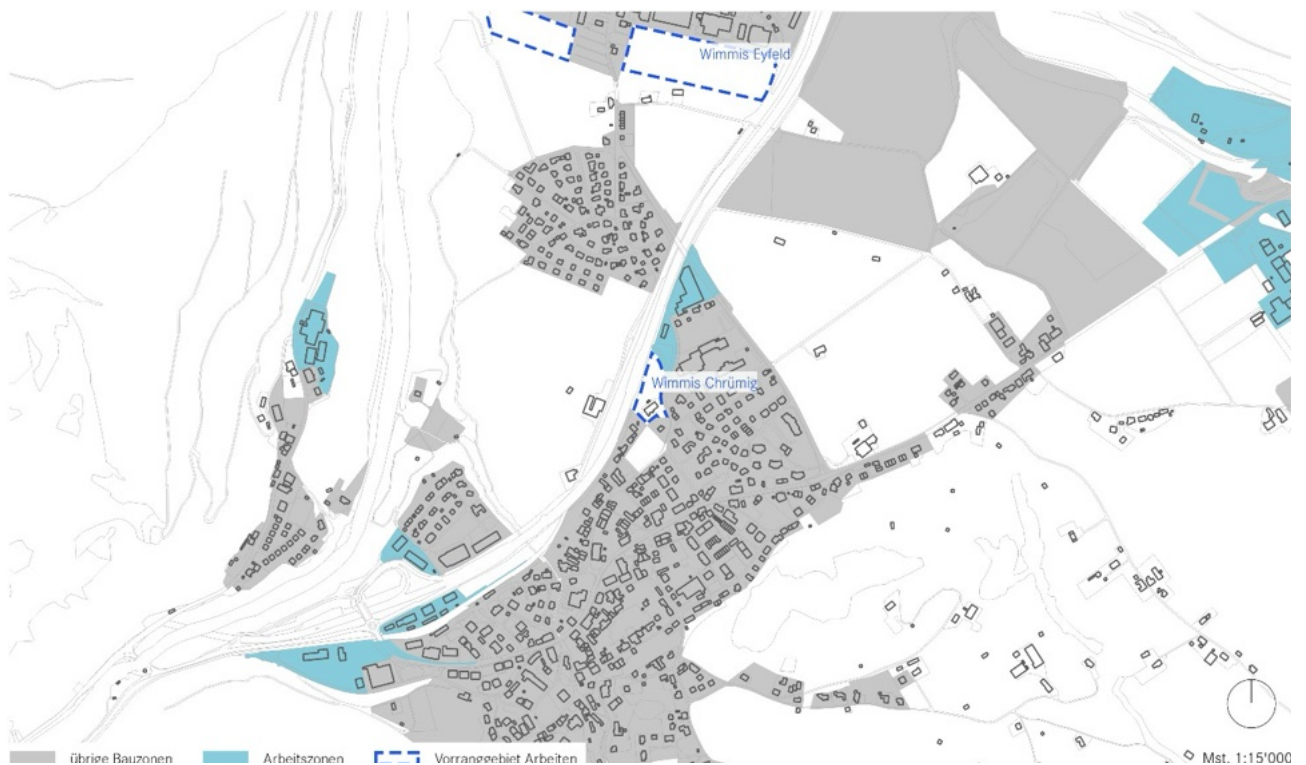 Wimmis Eyfeld
Wimmis Chrümig
übrige Bauzonen
Arbeitszonen
Vorranggebiet Arbeiten
Mst. 1:15'000